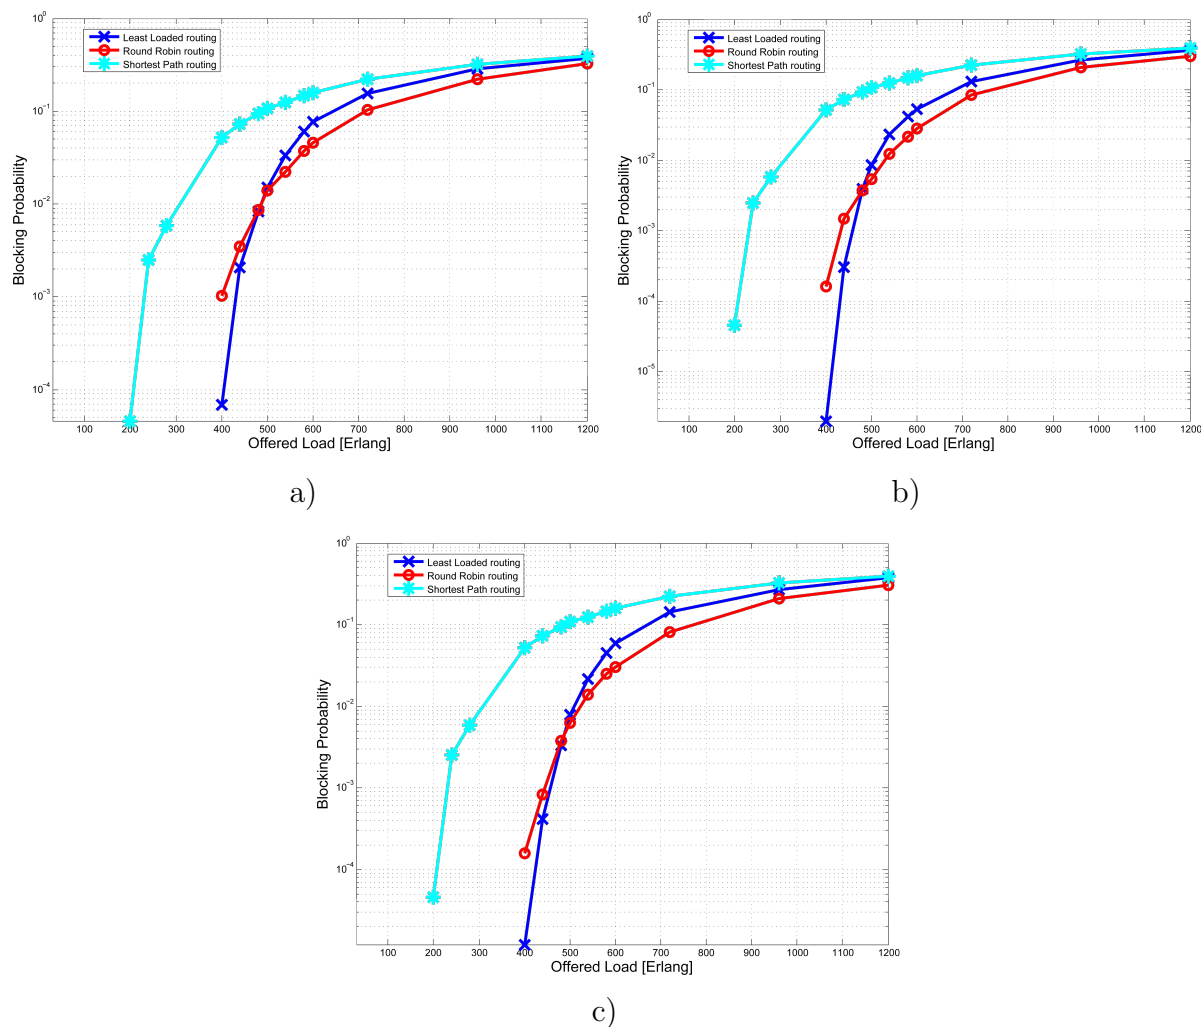 10^0
10^-1
10^-2
10^-3
10^-4
Blocking Probability
Least Loaded routing
Round Robin routing
Shortest Path routing
100 200 300 400 500 600 700 800 900 1000 1100 1200
Offered Load [Erlang]
a)
10^0
10^-1
10^-2
10^-3
10^-4
10^-5
Blocking Probability
Least Loaded routing
Round Robin routing
Shortest Path routing
100 200 300 400 500 600 700 800 900 1000 1100 1200
Offered Load [Erlang]
b)
10^0
10^-1
10^-2
10^-3
10^-4
Blocking Probability
Least Loaded routing
Round Robin routing
Shortest Path routing
100 200 300 400 500 600 700 800 900 1000 1100 1200
Offered Load [Erlang]
c)